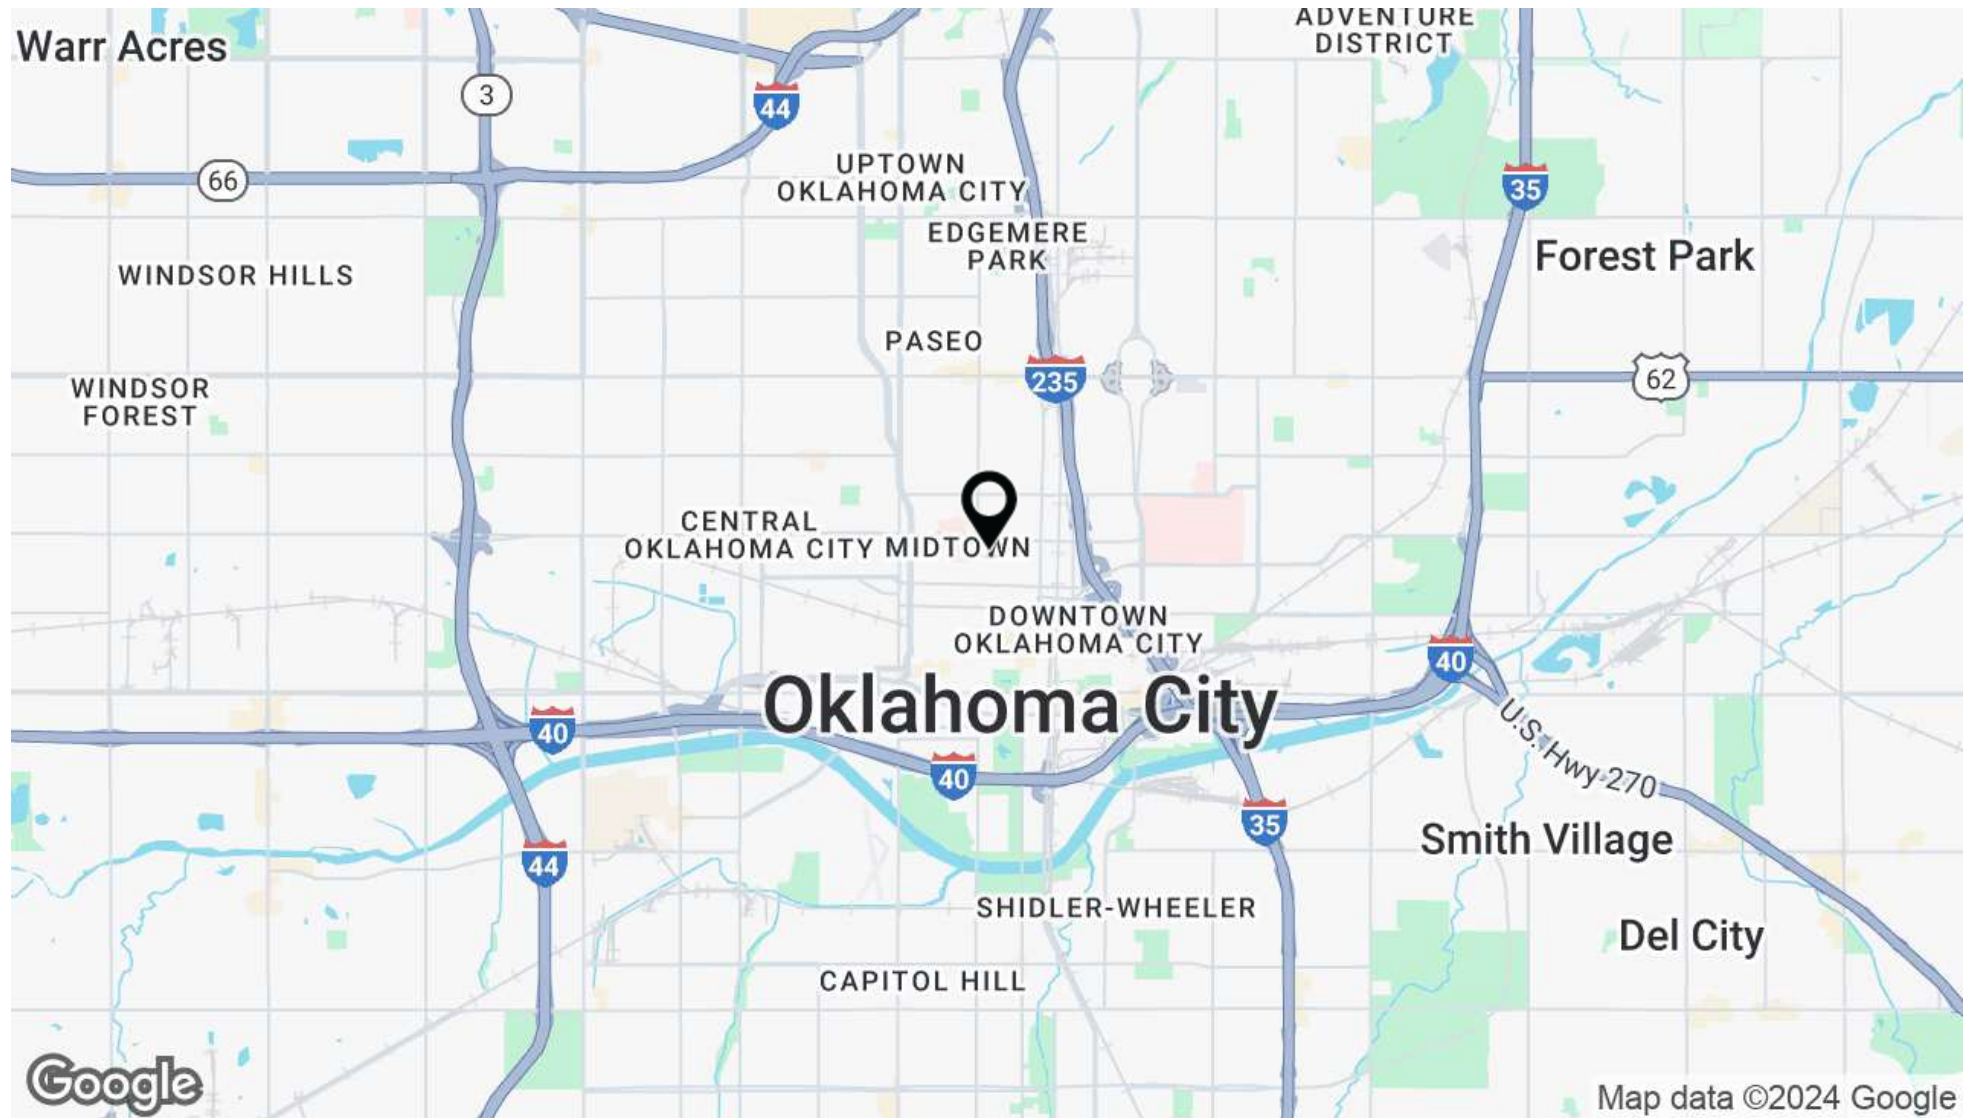 ADVENTURE
DISTRICT
Warr Acres
3
44
66
UPTOWN
OKLAHOMA CITY
35
EDGEMERE
PARK
Forest Park
WINDSOR HILLS
PASEO
235
62
WINDSOR
FOREST
CENTRAL
OKLAHOMA CITY
MIDTOWN
DOWNTOWN
OKLAHOMA CITY
40
Oklahoma City
40
U.S. Hwy 270
40
35
Smith Village
44
SHIDLER-WHEELER
Del City
CAPITOL HILL
Google
Map data ©2024 Google